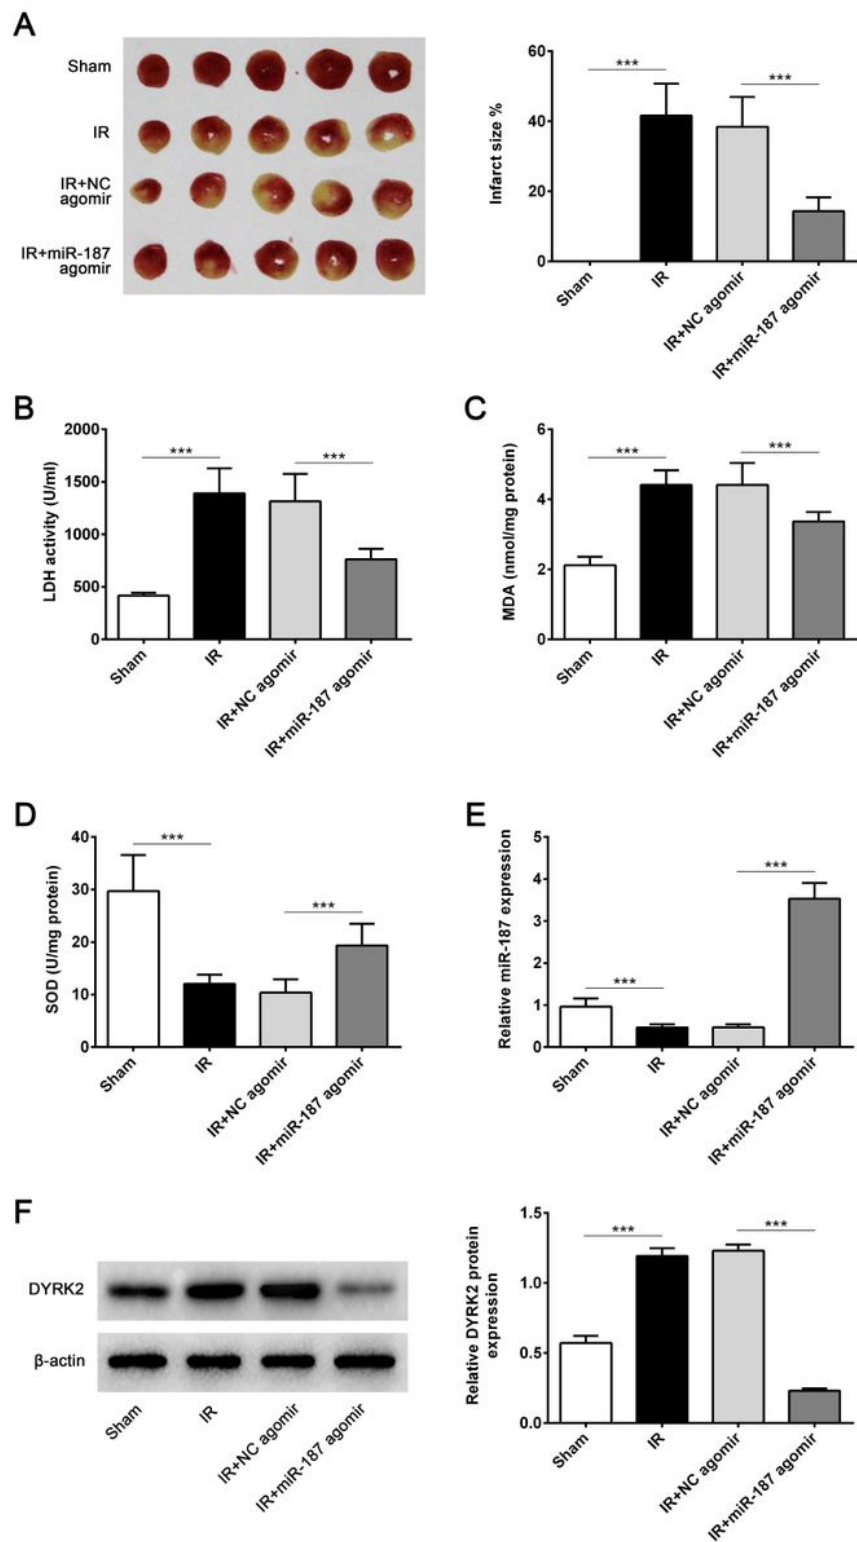 A
Sham
IR
IR+NC
agomir
IR+miR-187
agomir
Infarct size %
60
40
20
0
***
***
Sham
IR
IR+NC agomir
IR+miR-187 agomir
B
LDH activity (U/ml)
2000
1500
1000
500
0
***
***
Sham
IR
IR+NC agomir
IR+miR-187 agomir
C
MDA (nmol/mg protein)
6
4
2
0
***
***
Sham
IR
IR+NC agomir
IR+miR-187 agomir
D
SOD (U/mg protein)
40
30
20
10
0
***
***
Sham
IR
IR+NC agomir
IR+miR-187 agomir
E
Relative miR-187 expression
5
4
3
2
1
0
***
***
Sham
IR
IR+NC agomir
IR+miR-187 agomir
F
DYRK2
β-actin
Sham
IR
IR+NC agomir
IR+miR-187 agomir
Relative DYRK2 protein
expression
1.5
1.0
0.5
0.0
***
***
Sham
IR
IR+NC agomir
IR+miR-187 agomir